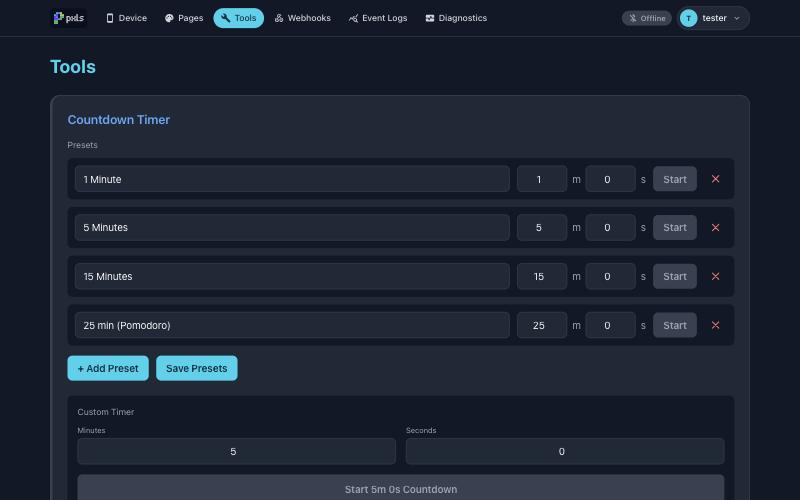 pxls Device Pages Tools Webhooks Event Logs Diagnostics Offline T tester
Tools
Countdown Timer
Presets
1 Minute 1 m 0 s Start
5 Minutes 5 m 0 s Start
15 Minutes 15 m 0 s Start
25 min (Pomodoro) 25 m 0 s Start
+ Add Preset Save Presets
Custom Timer
Minutes Seconds
5 0
Start 5m 0s Countdown